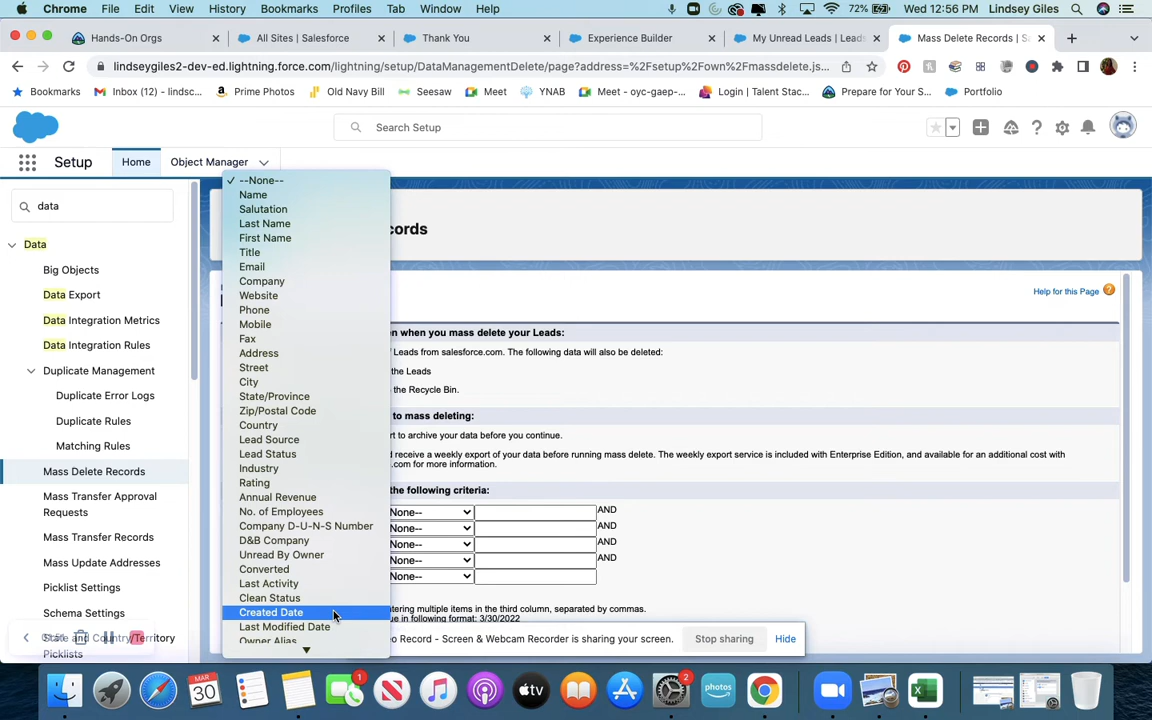 Chrome File Edit View History Bookmarks Profiles Tab Window Help 72% Wed 12:56 PM Lindsey Giles
Hands-On Orgs All Sites | Salesforce Thank You Experience Builder My Unread Leads | Leads Mass Delete Records | S
lindseygiles2-dev-ed.lightning.force.com/lightning/setup/DataManagementDelete/page?address=%2Fsetup%2Fown%2Fmassdelete.js...
Bookmarks Inbox (12) - lindsc... Prime Photos Old Navy Bill Seesaw Meet YNAB Meet - oyc-gaep-... Login | Talent Stac... Prepare for Your S... Portfolio
Search Setup
Setup Home Object Manager
data
Data
Big Objects
Data Export
Data Integration Metrics
Data Integration Rules
Duplicate Management
Duplicate Error Logs
Duplicate Rules
Matching Rules
Mass Delete Records
Mass Transfer Approval
Requests
Mass Transfer Records
Mass Update Addresses
Picklist Settings
Schema Settings
State and Country/Territory
Picklists
✓ --None--
Name
Salutation
Last Name
First Name
Title
Email
Company
Website
Phone
Mobile
Fax
Address
Street
City
State/Province
Zip/Postal Code
Country
Lead Source
Lead Status
Industry
Rating
Annual Revenue
No. of Employees
Company D-U-N-S Number
D&B Company
Unread By Owner
Converted
Last Activity
Clean Status
Created Date
Last Modified Date
Owner Alias
cords
Help for this Page ?
n when you mass delete your Leads:
Leads from salesforce.com. The following data will also be deleted:
the Leads
the Recycle Bin.
to mass deleting:
rt to archive your data before you continue.
receive a weekly export of your data before running mass delete. The weekly export service is included with Enterprise Edition, and available for an additional cost with
.com for more information.
the following criteria:
None-- AND
None-- AND
None-- AND
None-- AND
None--
tering multiple items in the third column, separated by commas.
ue in following format: 3/30/2022
eo Record - Screen & Webcam Recorder is sharing your screen. Stop sharing Hide
MAR
30
1
tv
2
photos